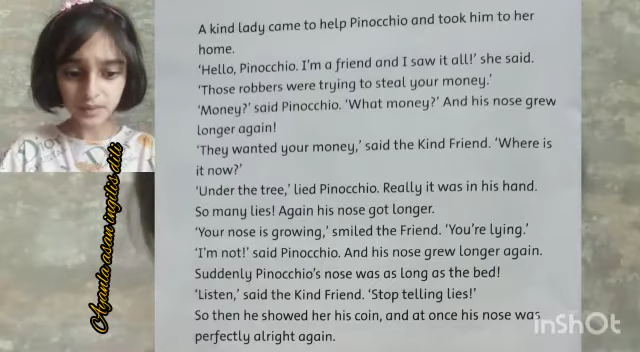 A kind lady came to help Pinocchio and took him to her
home.
‘Hello, Pinocchio. I’m a friend and I saw it all!’ she said.
‘Those robbers were trying to steal your money.’
‘Money?’ said Pinocchio. ‘What money?’ And his nose grew
longer again!
‘They wanted your money,’ said the Kind Friend. ‘Where is
it now?’
‘Under the tree,’ lied Pinocchio. Really it was in his hand.
So many lies! Again his nose got longer.
‘Your nose is growing,’ smiled the Friend. ‘You’re lying.’
‘I’m not!’ said Pinocchio. And his nose grew longer again.
Suddenly Pinocchio’s nose was as long as the bed!
‘Listen,’ said the Kind Friend. ‘Stop telling lies!’
So then he showed her his coin, and at once his nose was
perfectly alright again.
Ayanla asan ingilis dili
Dior
InShOt